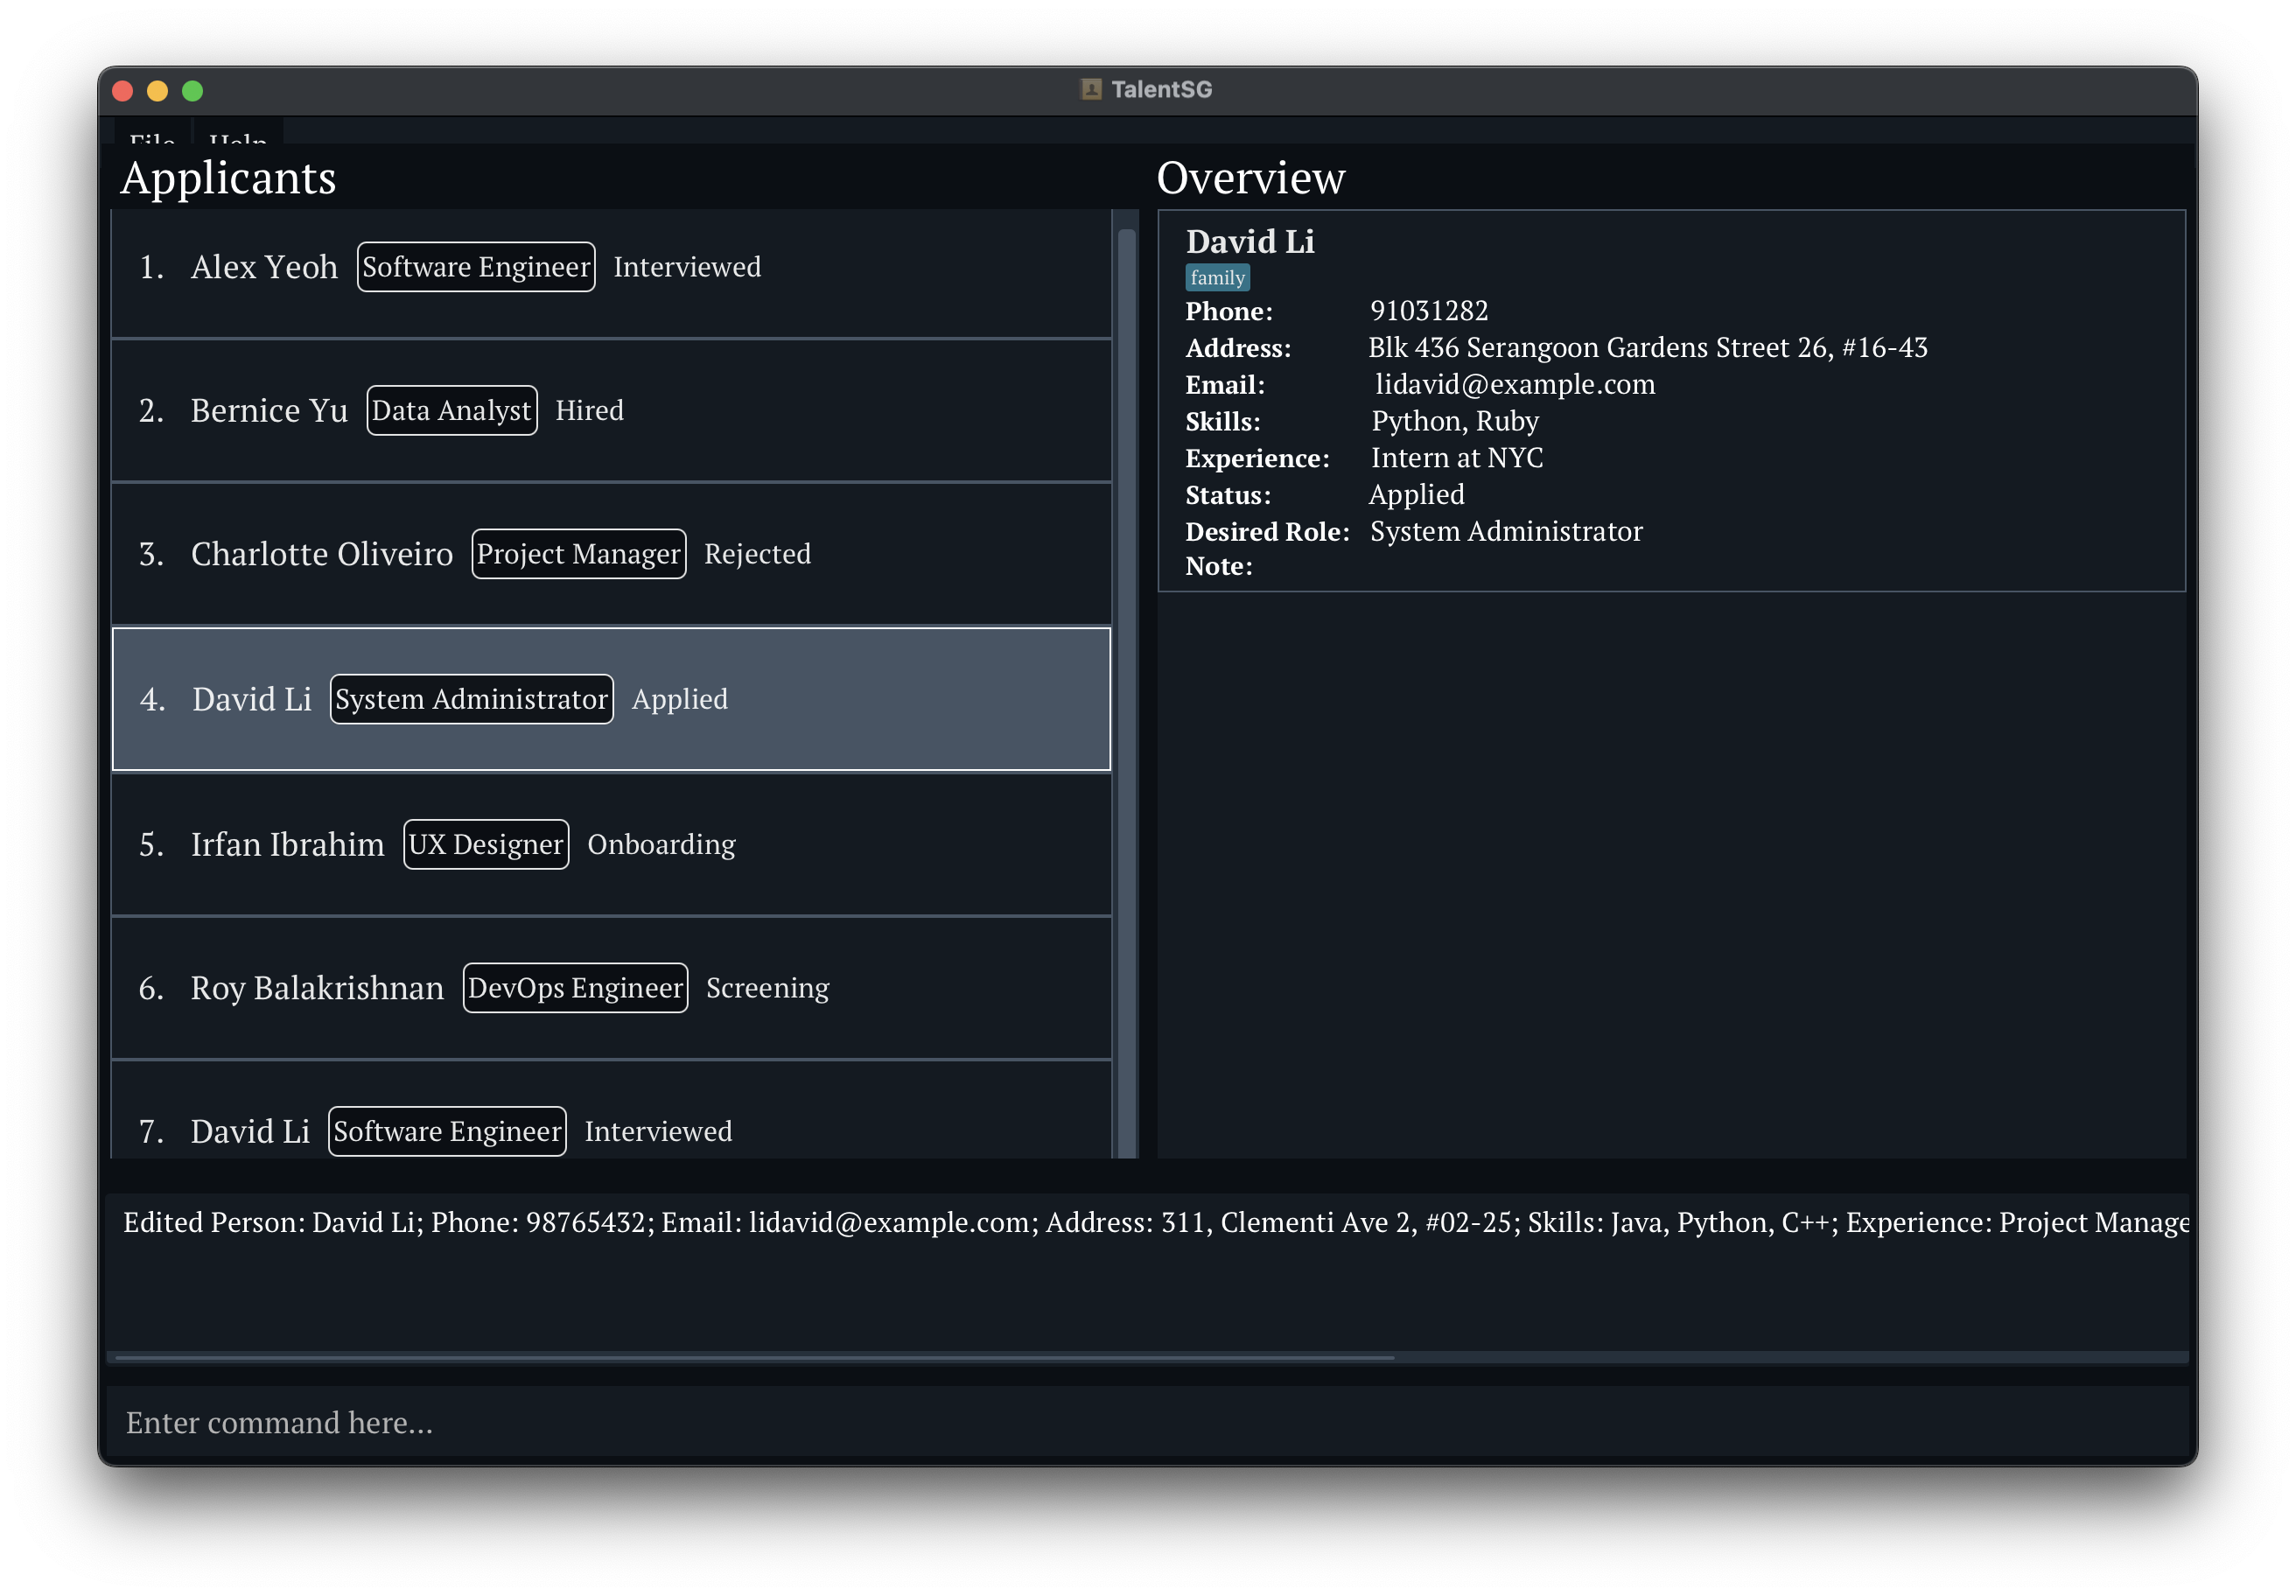 TalentSG
File Help
Applicants
1. Alex Yeoh Software Engineer Interviewed
2. Bernice Yu Data Analyst Hired
3. Charlotte Oliveiro Project Manager Rejected
4. David Li System Administrator Applied
5. Irfan Ibrahim UX Designer Onboarding
6. Roy Balakrishnan DevOps Engineer Screening
7. David Li Software Engineer Interviewed
Overview
David Li
family
Phone: 91031282
Address: Blk 436 Serangoon Gardens Street 26, #16-43
Email: lidavid@example.com
Skills: Python, Ruby
Experience: Intern at NYC
Status: Applied
Desired Role: System Administrator
Note:
Edited Person: David Li; Phone: 98765432; Email: lidavid@example.com; Address: 311, Clementi Ave 2, #02-25; Skills: Java, Python, C++; Experience: Project Manage
Enter command here...